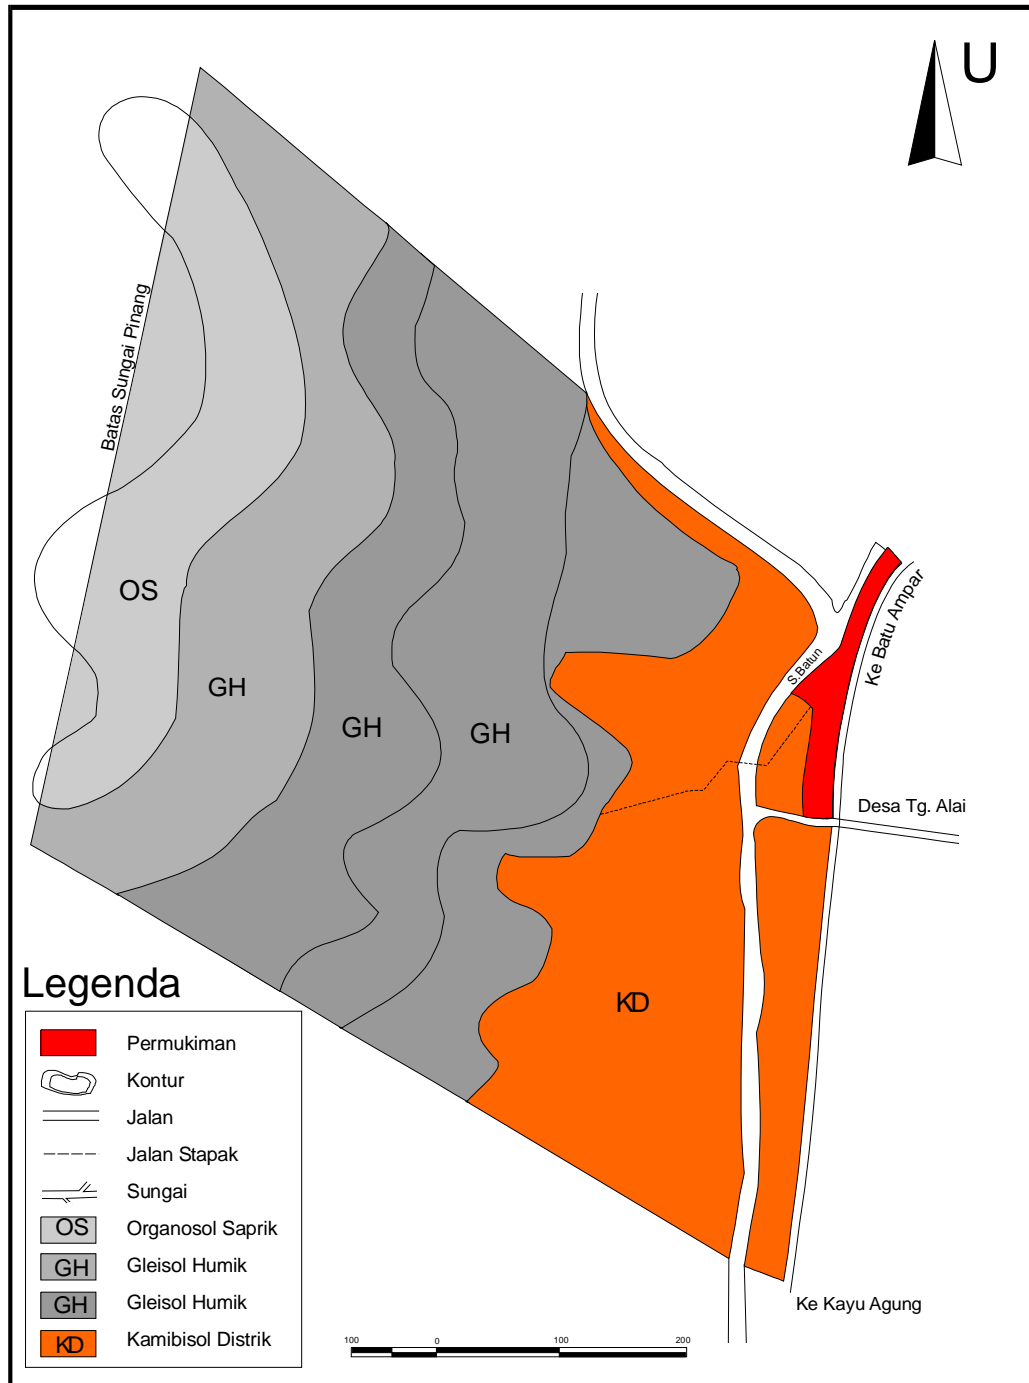 U
Batas Sungai Pinang
OS
GH
GH
GH
S.Batun
Ke Batu Ampar
Desa Tg. Alai
KD
Ke Kayu Agung
Legenda
Permukiman
Kontur
Jalan
Jalan Stapak
Sungai
OS Organosol Saprik
GH Gleisol Humik
GH Gleisol Humik
KD Kamibisol Distrik
100 0 100 200